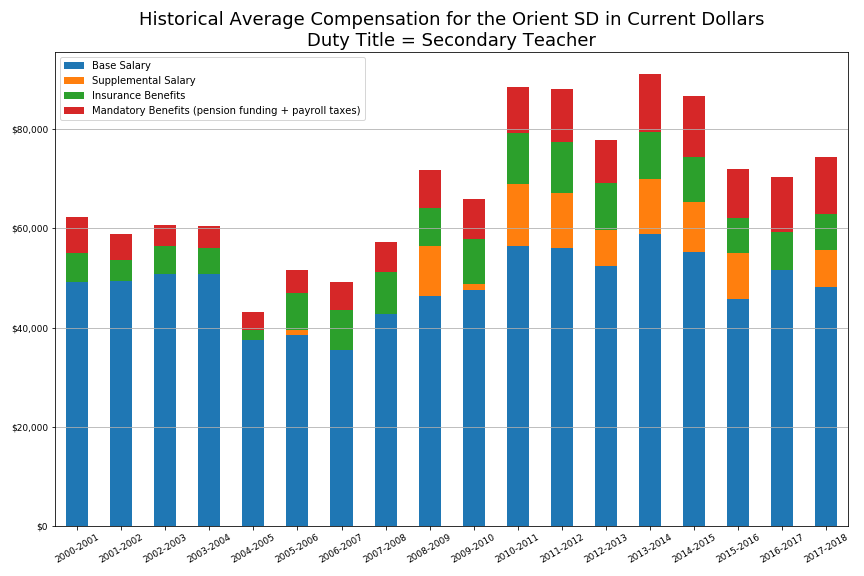 Historical Average Compensation for the Orient SD in Current Dollars
Duty Title = Secondary Teacher
Base Salary
Supplemental Salary
Insurance Benefits
Mandatory Benefits (pension funding + payroll taxes)
$80,000
$60,000
$40,000
$20,000
$0
2000-2001 2001-2002 2002-2003 2003-2004 2004-2005 2005-2006 2006-2007 2007-2008 2008-2009 2009-2010 2010-2011 2011-2012 2012-2013 2013-2014 2014-2015 2015-2016 2016-2017 2017-2018